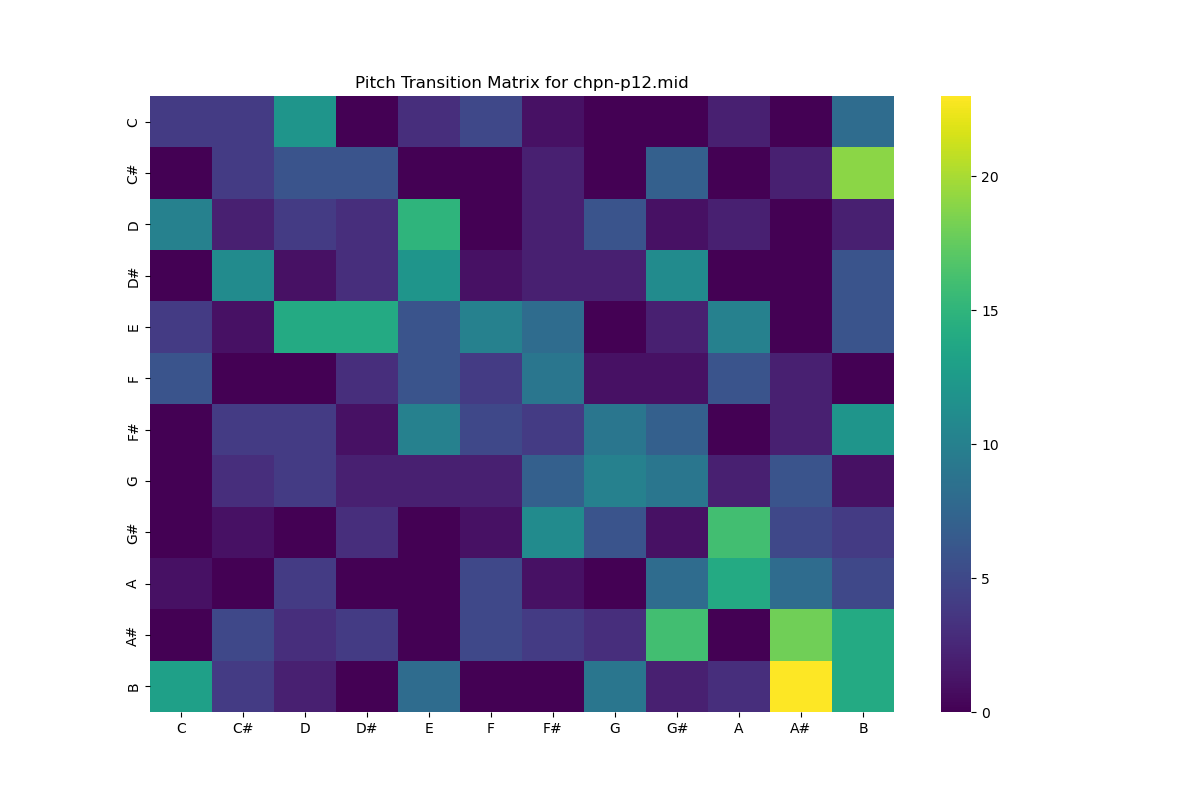 Pitch Transition Matrix for chpn-p12.mid
C
C#
D
D#
E
F
F#
G
G#
A
A#
B
C C# D D# E F F# G G# A A# B
20
15
10
5
0